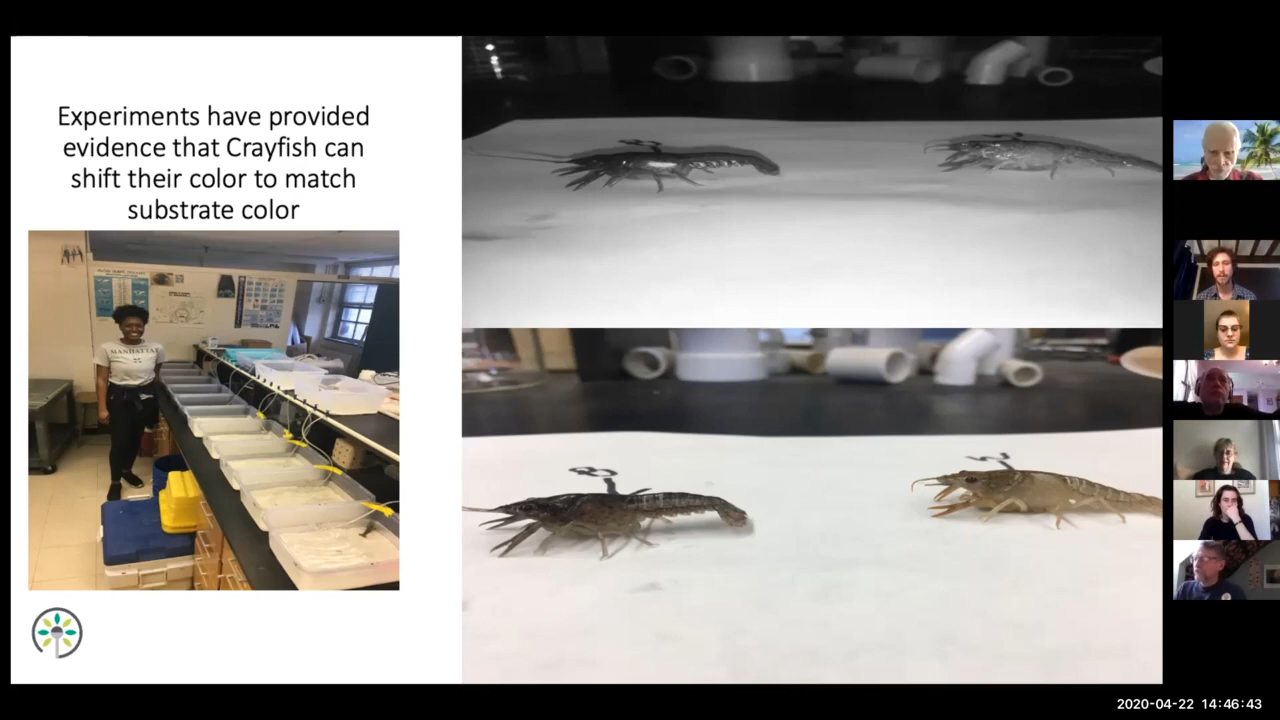 Experiments have provided
evidence that Crayfish can
shift their color to match
substrate color
MANHATTAN
8
2020-04-22 14:46:43